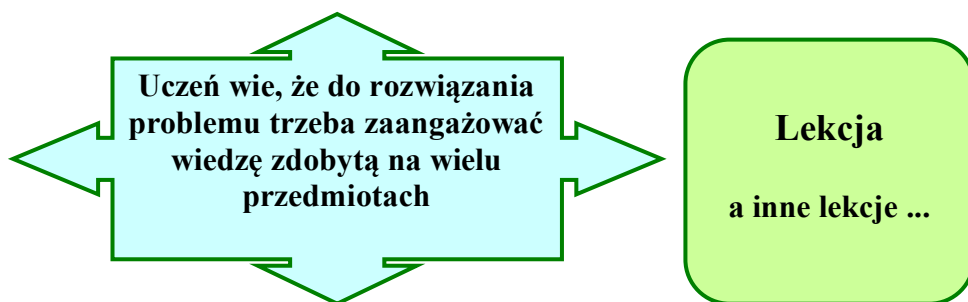 Uczeń wie, że do rozwiązania
problemu trzeba zaangażować
wiedzę zdobytą na wielu
przedmiotach
Lekcja
a inne lekcje ...